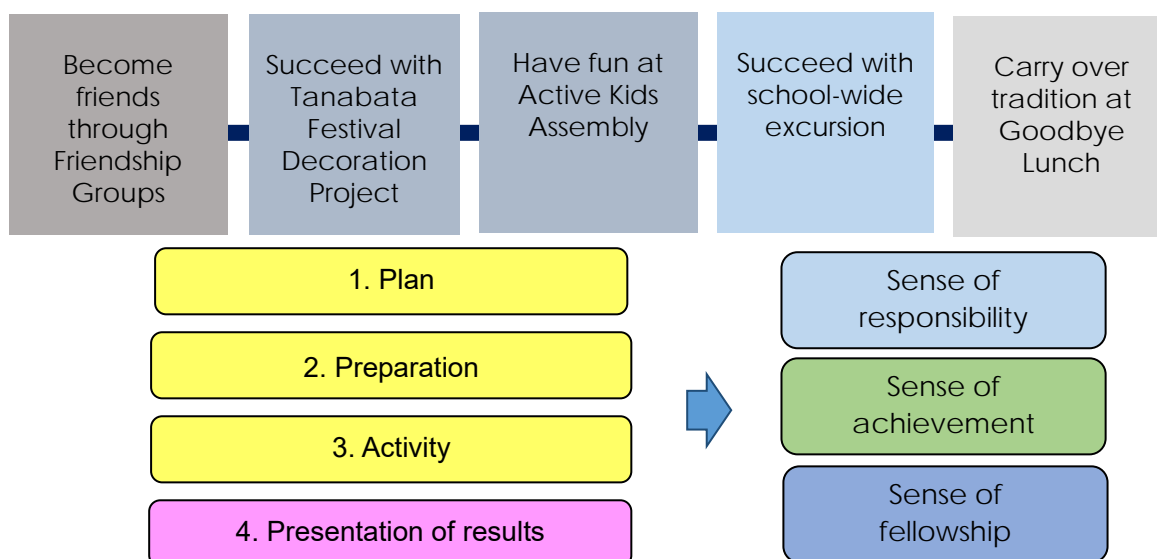 Become
friends
through
Friendship
Groups
Succeed with
Tanabata
Festival
Decoration
Project
Have fun at
Active Kids
Assembly
Succeed with
school-wide
excursion
Carry over
tradition at
Goodbye
Lunch
1. Plan
2. Preparation
3. Activity
4. Presentation of results
Sense of
responsibility
Sense of
achievement
Sense of
fellowship